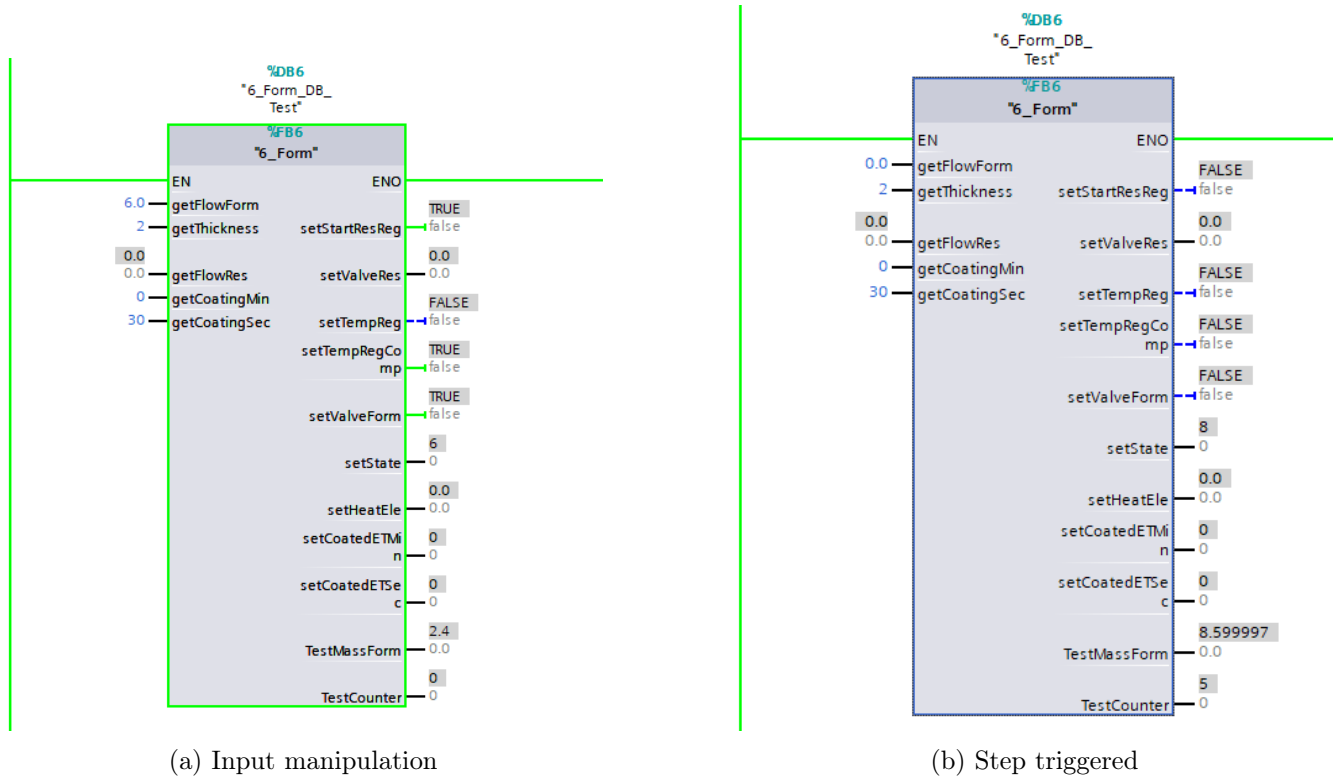 %DB6
"6_Form_DB_
Test"
%FB6
"6_Form"
EN ENO
6.0 getFlowForm
TRUE
2 getThickness setStartResReg false
0.0 0.0
0.0 getFlowRes setValveRes 0.0
0 getCoatingMin
FALSE
30 getCoatingSec setTempReg false
setTempRegCo TRUE
mp false
TRUE
setValveForm false
6
setState 0
0.0
setHeatEle 0.0
setCoatedETMi 0
n 0
setCoatedETSe 0
c 0
2.4
TestMassForm 0.0
0
TestCounter 0
(a) Input manipulation
%DB6
"6_Form_DB_
Test"
%FB6
"6_Form"
EN ENO
0.0 getFlowForm
FALSE
2 getThickness setStartResReg false
0.0 0.0
0.0 getFlowRes setValveRes 0.0
0 getCoatingMin
FALSE
30 getCoatingSec setTempReg false
setTempRegCo FALSE
mp false
FALSE
setValveForm false
8
setState 0
0.0
setHeatEle 0.0
setCoatedETMi 0
n 0
setCoatedETSe 0
c 0
8.599997
TestMassForm 0.0
5
TestCounter 0
(b) Step triggered